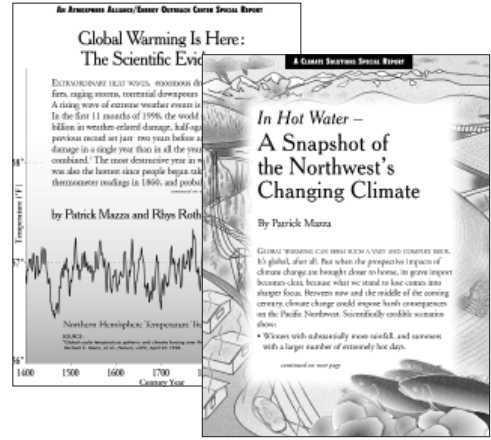 AN ATMOSPHERE ALLIANCE/ENERGY OUTREACH CENTER SPECIAL REPORT
Global Warming Is Here:
The Scientific Evid
EXTRAORDINARY HEAT WAVES, enormous
fires, raging storms, torrential downpours
A rising wave of extreme weather events is
In the first 11 months of 1998, the world
billion in weather-related damage, half-aga
previous record set just two years before a
damage in a single year than in all the year
combined.¹ The most destructive year in w
was also the hottest since people began tak
thermometer readings in 1860, and proba
by Patrick Mazza and Rhys Roth
Temperature (°F)
58°
57°
56°
Northern Hemisphere Temperature
SOURCE:
1400 1500 1600 1700
Century Year
A CLIMATE SOLUTIONS SPECIAL REPORT
In Hot Water –
A Snapshot of
the Northwest's
Changing Climate
By Patrick Mazza
GLOBAL WARMING CAN SEEM SUCH A VAST AND COMPLEX ISSUE.
It's global, after all. But when the prospective impacts of
climate change are brought closer to home, its grave import
becomes clear, because what we stand to lose comes into
sharper focus. Between now and the middle of the coming
century, climate change could impose harsh consequences
on the Pacific Northwest. Scientifically credible scenarios
show:
• Winters with substantially more rainfall, and summers
with a larger number of extremely hot days.
continued on next page